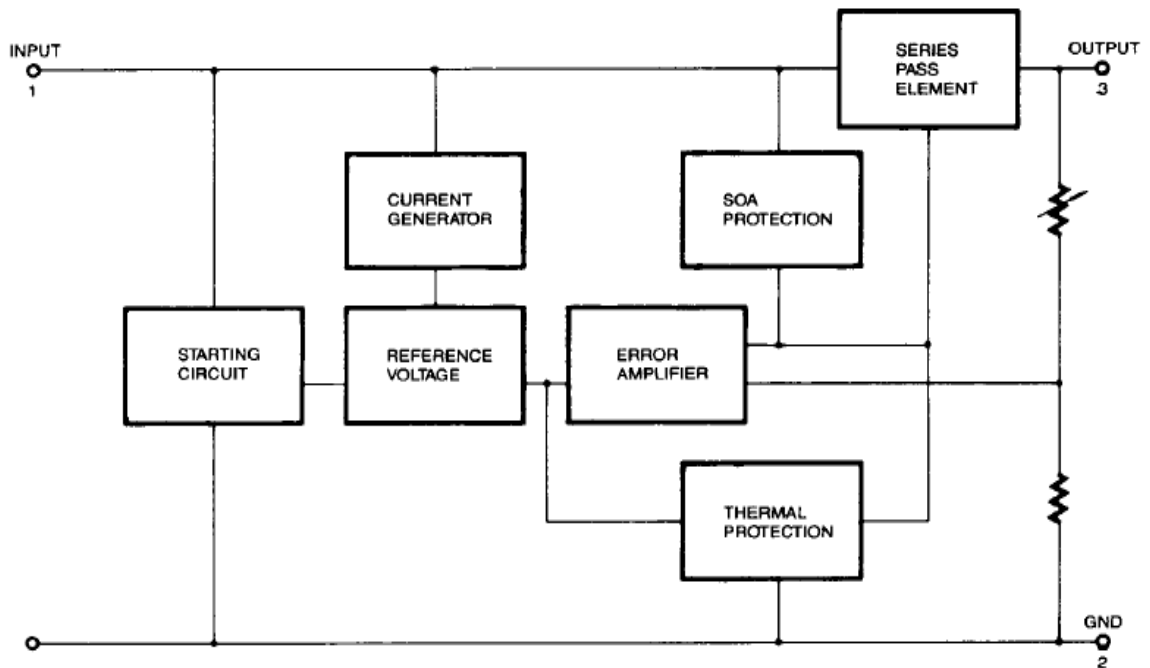 INPUT
1
SERIES
PASS
ELEMENT
OUTPUT
3
CURRENT
GENERATOR
SOA
PROTECTION
STARTING
CIRCUIT
REFERENCE
VOLTAGE
ERROR
AMPLIFIER
THERMAL
PROTECTION
GND
2